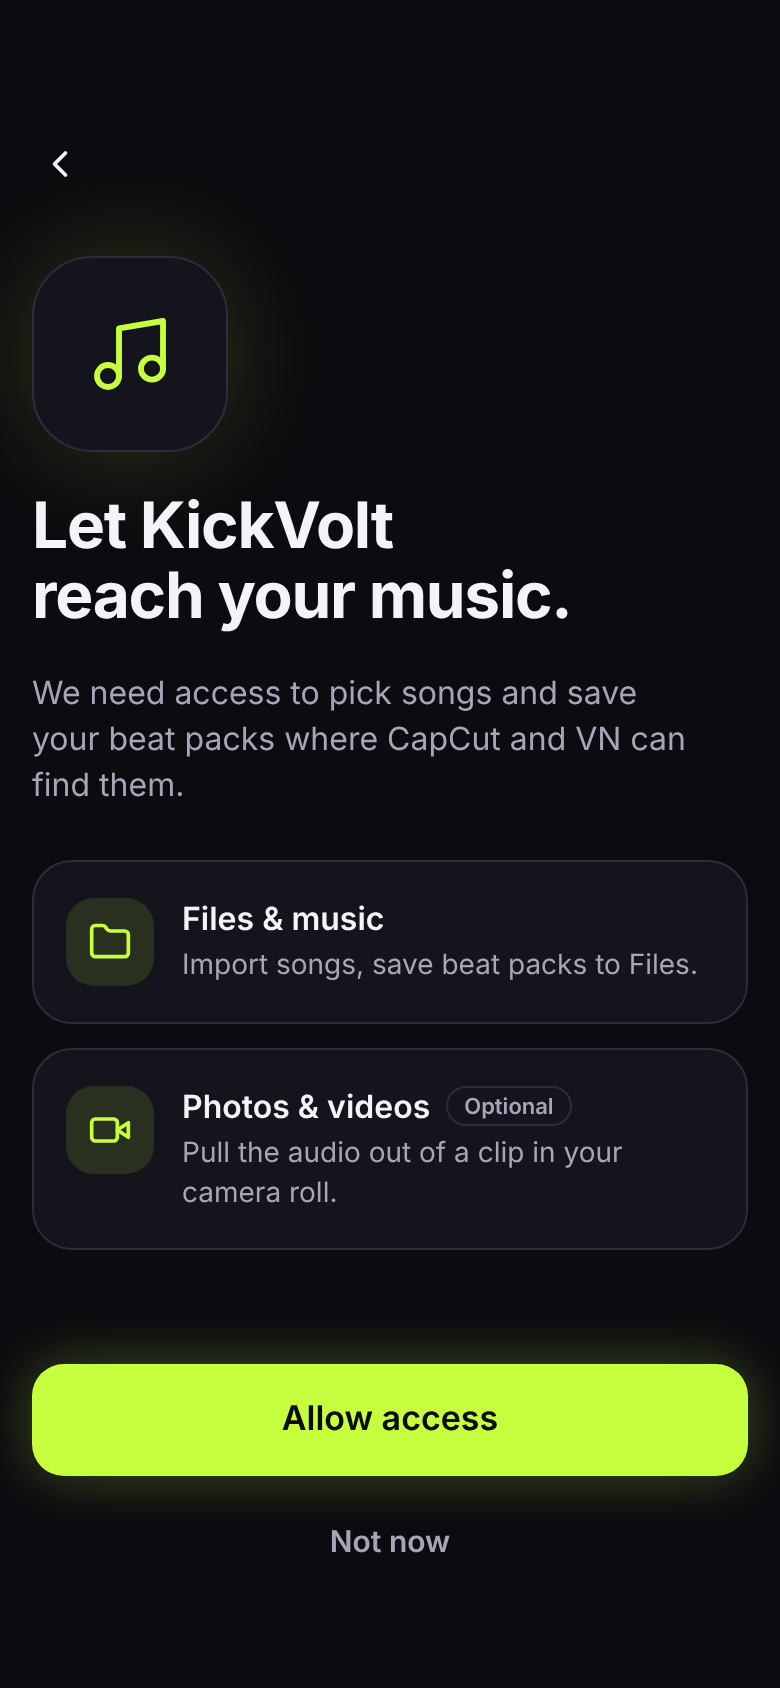 Let KickVolt
reach your music.
We need access to pick songs and save
your beat packs where CapCut and VN can
find them.
Files & music
Import songs, save beat packs to Files.
Photos & videos Optional
Pull the audio out of a clip in your
camera roll.
Allow access
Not now